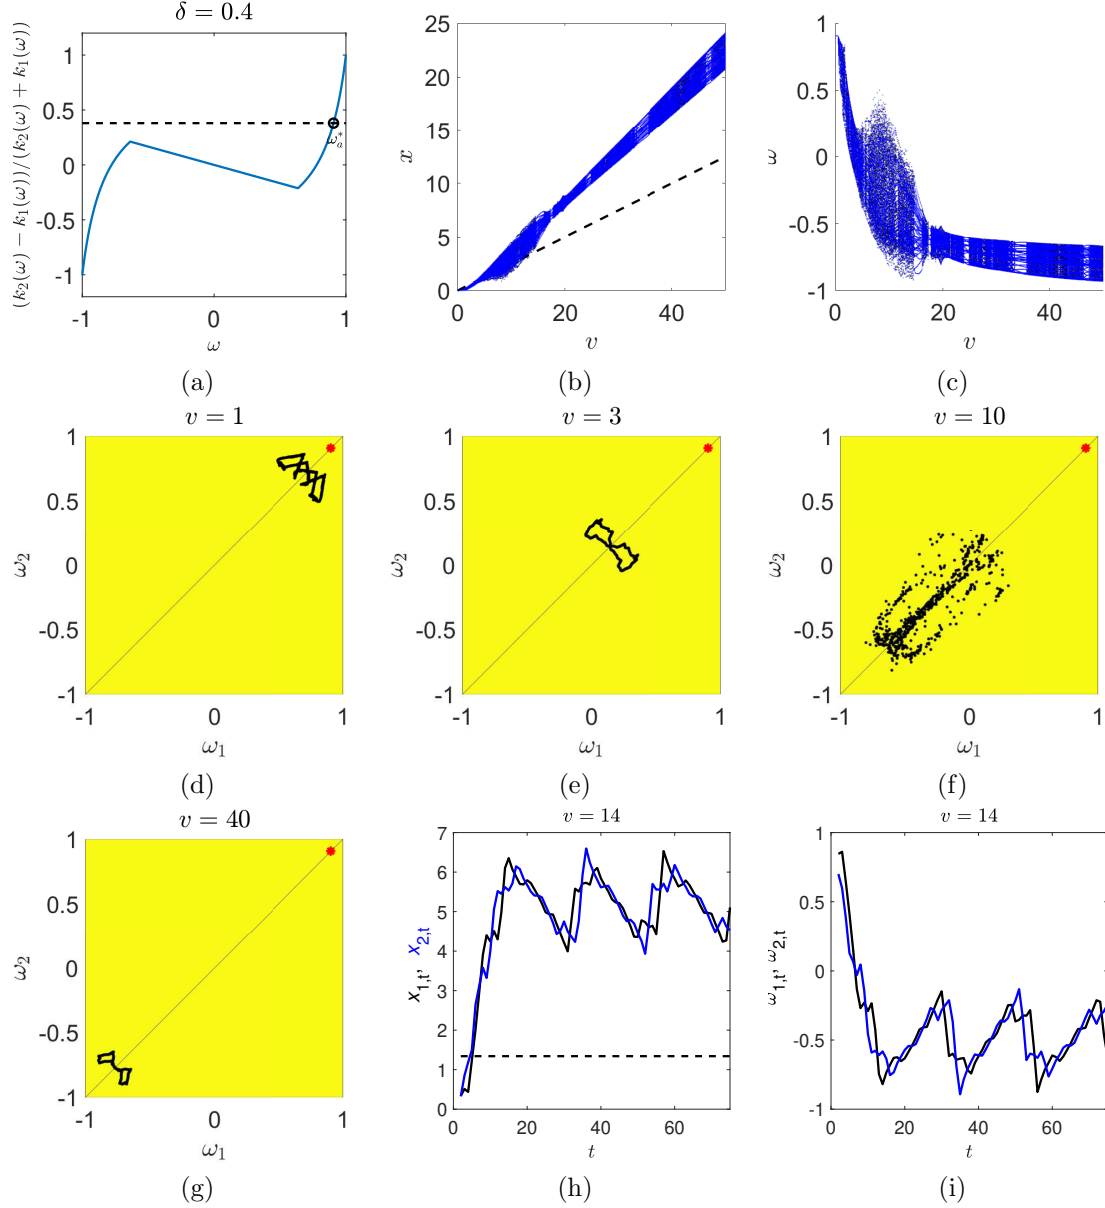 δ = 0.4
(k₂(ω) − k₁(ω))/(k₂(ω) + k₁(ω))
1
0.5
0
-0.5
-1
ω*ₐ
-1 0 1
ω
(a)
25
20
15
10
5
0
x
0 20 40
v
(b)
1
0.5
0
-0.5
-1
ω
0 20 40
v
(c)
v = 1
1
0.5
0
-0.5
-1
ω₂
-1 0 1
ω₁
(d)
v = 3
1
0.5
0
-0.5
-1
ω₂
-1 0 1
ω₁
(e)
v = 10
1
0.5
0
-0.5
-1
ω₂
-1 0 1
ω₁
(f)
v = 40
1
0.5
0
-0.5
-1
ω₂
-1 0 1
ω₁
(g)
v = 14
7
6
5
4
3
2
1
0
x₁,t, x₂,t
0 20 40 60
t
(h)
v = 14
1
0.5
0
-0.5
-1
ω₁,t, ω₂,t
0 20 40 60
t
(i)